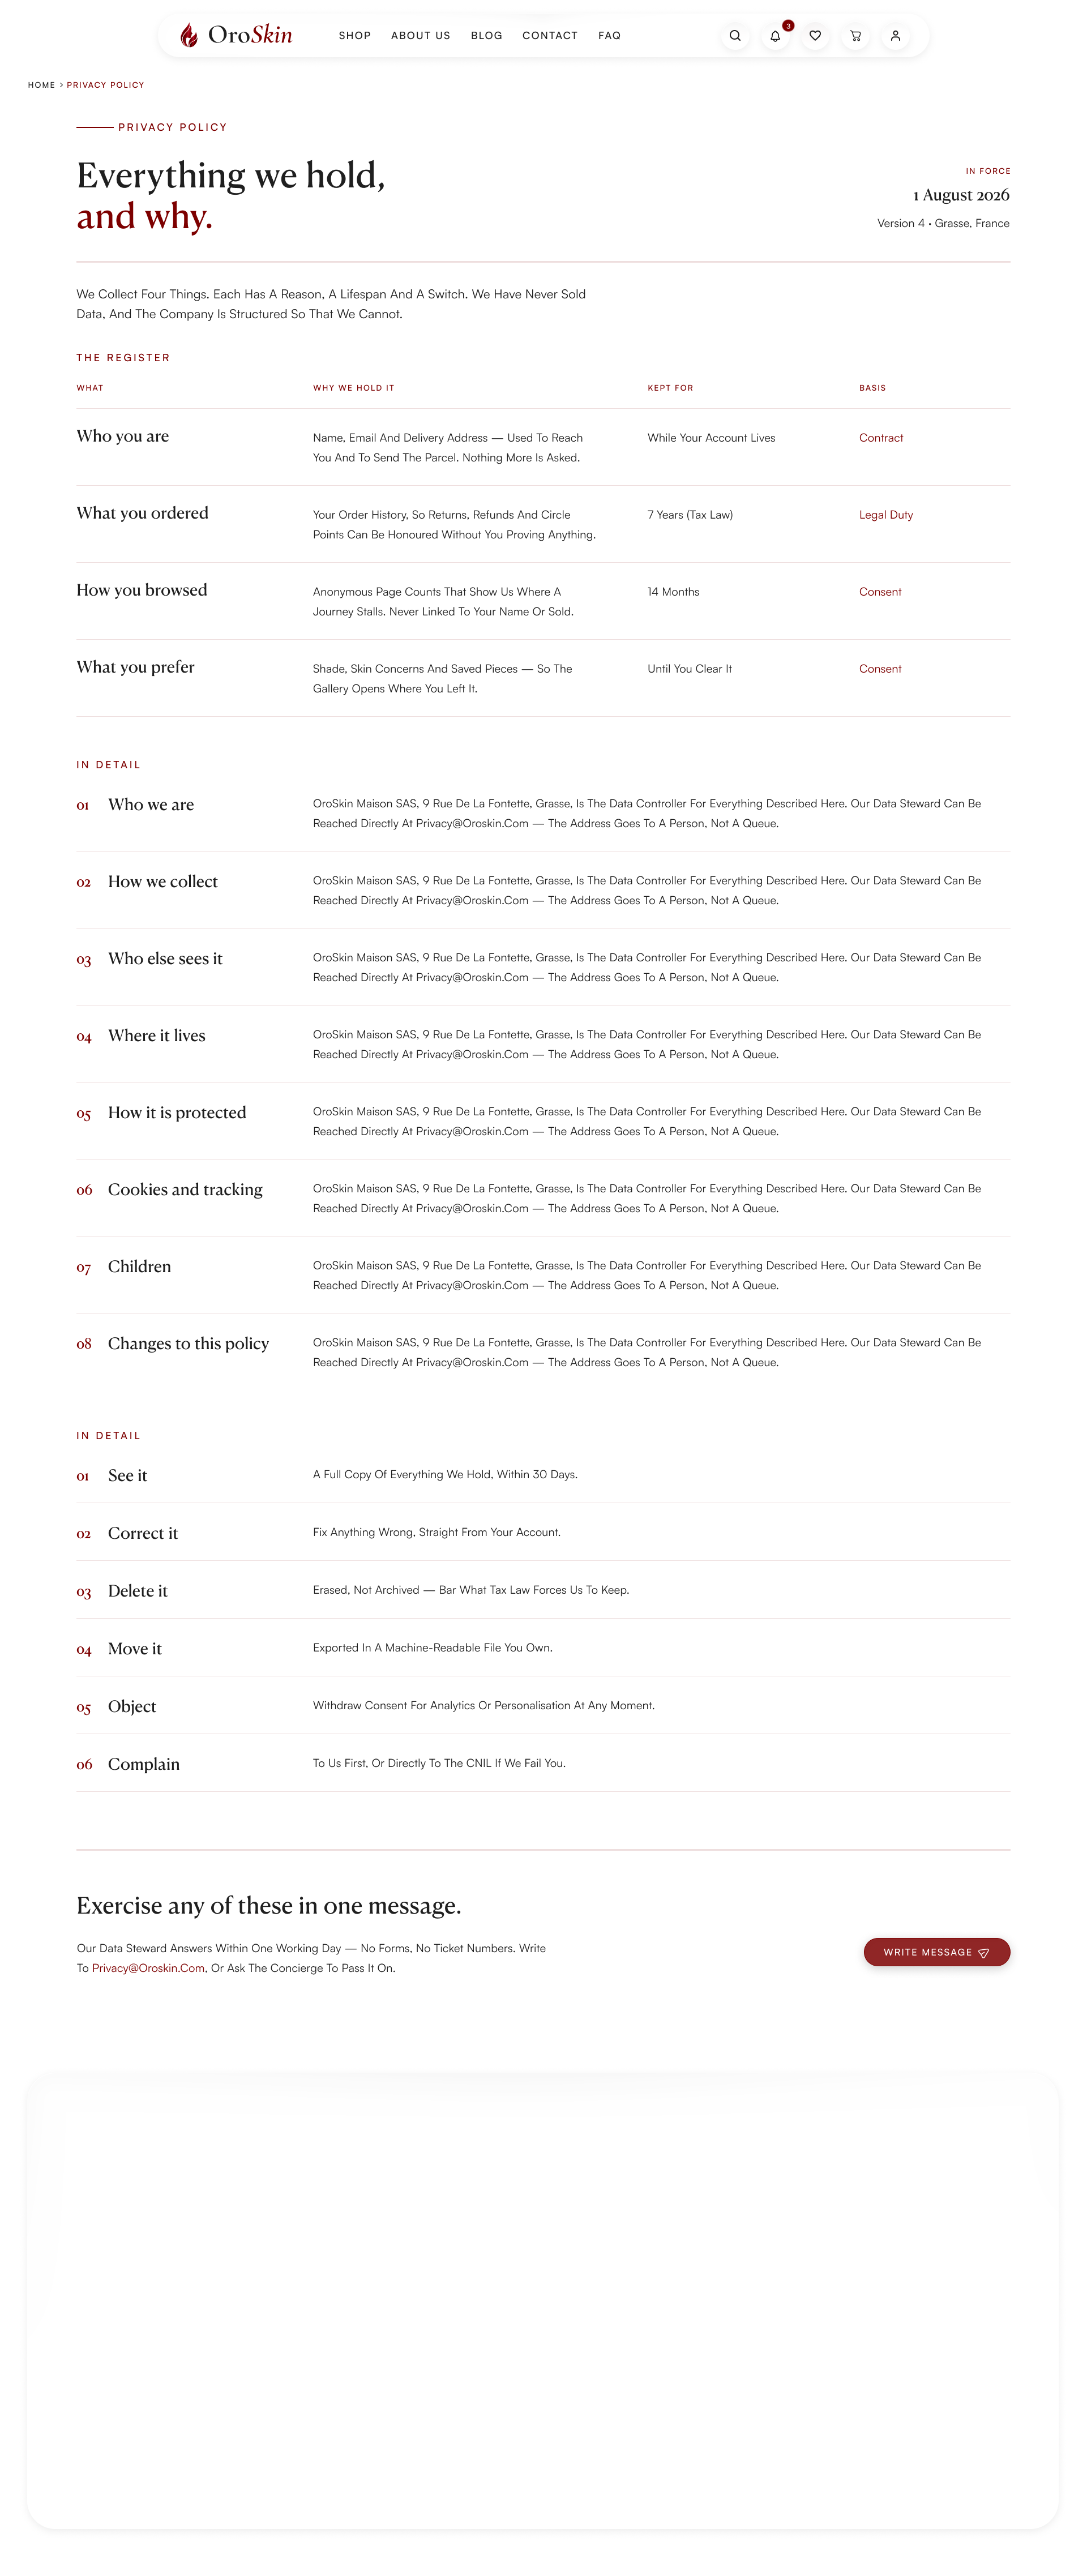 OroSkin SHOP ABOUT US BLOG CONTACT FAQ 3
HOME > PRIVACY POLICY
PRIVACY POLICY
Everything we hold,
and why.
IN FORCE
1 August 2026
Version 4 • Grasse, France
We Collect Four Things. Each Has A Reason, A Lifespan And A Switch. We Have Never Sold
Data, And The Company Is Structured So That We Cannot.
THE REGISTER
WHAT WHY WE HOLD IT KEPT FOR BASIS
Who you are
Name, Email And Delivery Address — Used To Reach
You And To Send The Parcel. Nothing More Is Asked.
While Your Account Lives
Contract
What you ordered
Your Order History, So Returns, Refunds And Circle
Points Can Be Honoured Without You Proving Anything.
7 Years (Tax Law)
Legal Duty
How you browsed
Anonymous Page Counts That Show Us Where A
Journey Stalls. Never Linked To Your Name Or Sold.
14 Months
Consent
What you prefer
Shade, Skin Concerns And Saved Pieces — So The
Gallery Opens Where You Left It.
Until You Clear It
Consent
IN DETAIL
01 Who we are
OroSkin Maison SAS, 9 Rue De La Fontette, Grasse, Is The Data Controller For Everything Described Here. Our Data Steward Can Be
Reached Directly At Privacy@Oroskin.Com — The Address Goes To A Person, Not A Queue.
02 How we collect
OroSkin Maison SAS, 9 Rue De La Fontette, Grasse, Is The Data Controller For Everything Described Here. Our Data Steward Can Be
Reached Directly At Privacy@Oroskin.Com — The Address Goes To A Person, Not A Queue.
03 Who else sees it
OroSkin Maison SAS, 9 Rue De La Fontette, Grasse, Is The Data Controller For Everything Described Here. Our Data Steward Can Be
Reached Directly At Privacy@Oroskin.Com — The Address Goes To A Person, Not A Queue.
04 Where it lives
OroSkin Maison SAS, 9 Rue De La Fontette, Grasse, Is The Data Controller For Everything Described Here. Our Data Steward Can Be
Reached Directly At Privacy@Oroskin.Com — The Address Goes To A Person, Not A Queue.
05 How it is protected
OroSkin Maison SAS, 9 Rue De La Fontette, Grasse, Is The Data Controller For Everything Described Here. Our Data Steward Can Be
Reached Directly At Privacy@Oroskin.Com — The Address Goes To A Person, Not A Queue.
06 Cookies and tracking
OroSkin Maison SAS, 9 Rue De La Fontette, Grasse, Is The Data Controller For Everything Described Here. Our Data Steward Can Be
Reached Directly At Privacy@Oroskin.Com — The Address Goes To A Person, Not A Queue.
07 Children
OroSkin Maison SAS, 9 Rue De La Fontette, Grasse, Is The Data Controller For Everything Described Here. Our Data Steward Can Be
Reached Directly At Privacy@Oroskin.Com — The Address Goes To A Person, Not A Queue.
08 Changes to this policy
OroSkin Maison SAS, 9 Rue De La Fontette, Grasse, Is The Data Controller For Everything Described Here. Our Data Steward Can Be
Reached Directly At Privacy@Oroskin.Com — The Address Goes To A Person, Not A Queue.
IN DETAIL
01 See it
A Full Copy Of Everything We Hold, Within 30 Days.
02 Correct it
Fix Anything Wrong, Straight From Your Account.
03 Delete it
Erased, Not Archived — Bar What Tax Law Forces Us To Keep.
04 Move it
Exported In A Machine-Readable File You Own.
05 Object
Withdraw Consent For Analytics Or Personalisation At Any Moment.
06 Complain
To Us First, Or Directly To The CNIL If We Fail You.
Exercise any of these in one message.
Our Data Steward Answers Within One Working Day — No Forms, No Ticket Numbers. Write
To Privacy@Oroskin.Com, Or Ask The Concierge To Pass It On.
WRITE MESSAGE